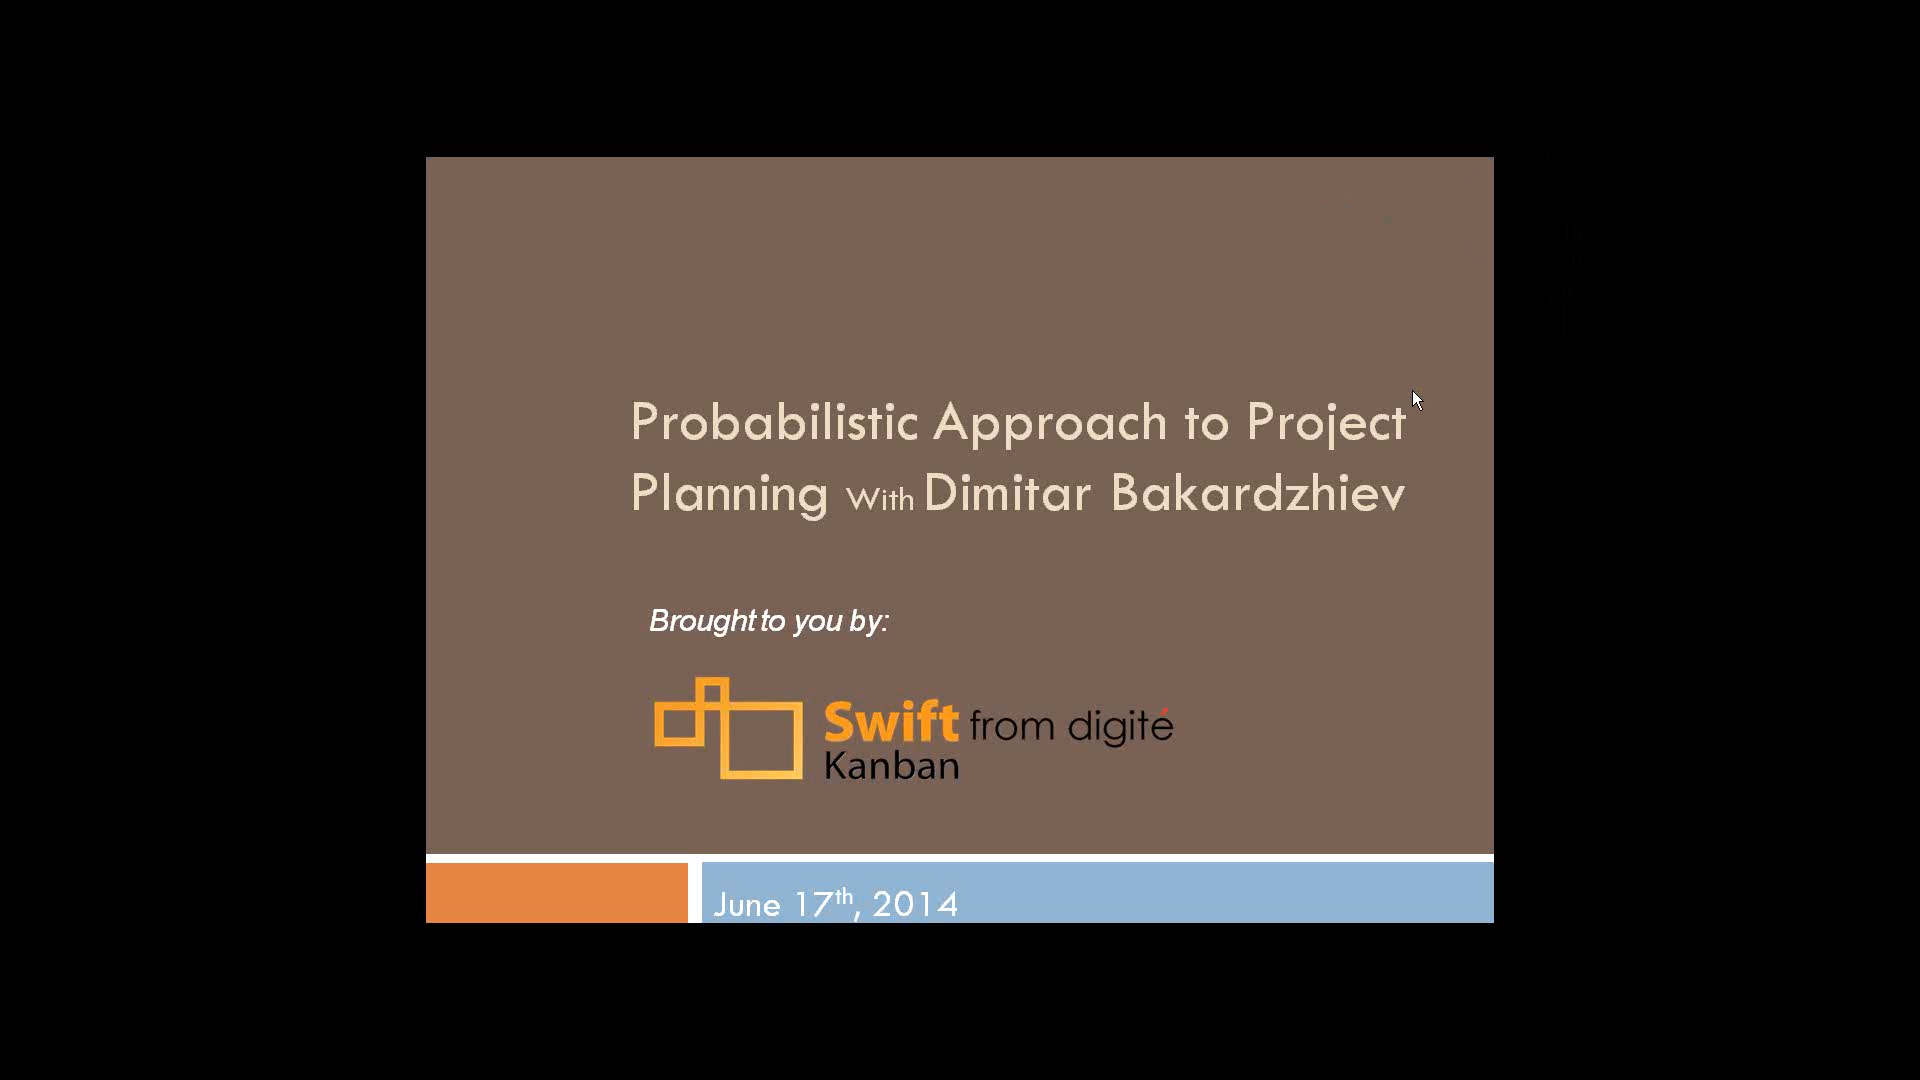 Probabilistic Approach to Project
Planning With Dimitar Bakardzhiev
Brought to you by:
Swift from digité
Kanban
June 17th, 2014